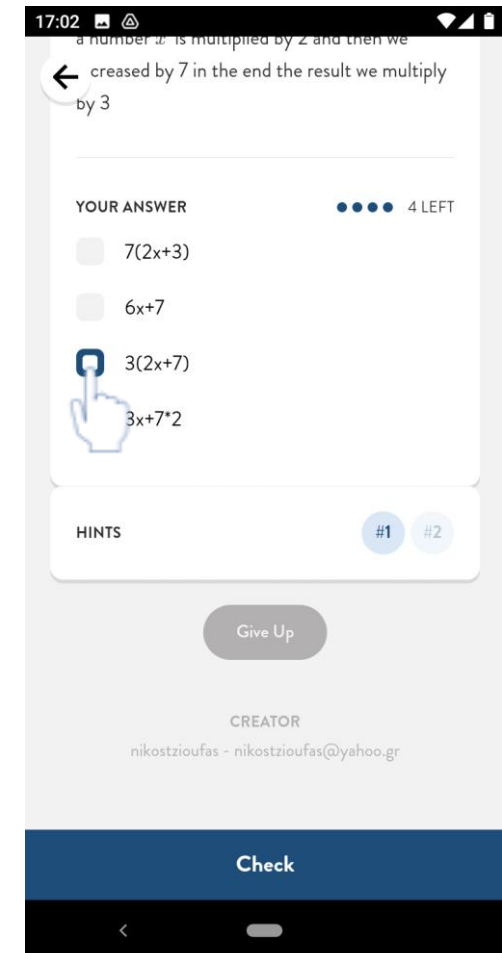 17:02
a number x is multiplied by 2 and then we
creased by 7 in the end the result we multiply
by 3
YOUR ANSWER
4 LEFT
7(2x+3)
6x+7
3(2x+7)
3x+7*2
HINTS
#1 #2
Give Up
CREATOR
nikostzioufas - nikostzioufas@yahoo.gr
Check